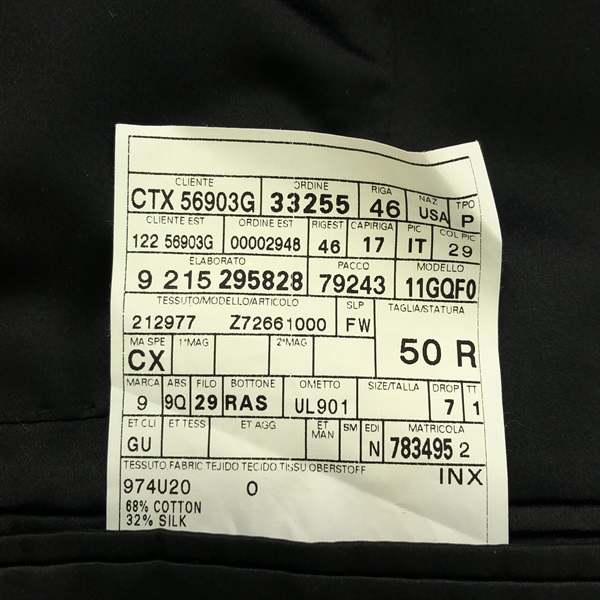 CLIENTE ORDINE RIGA NAZ TPO
CTX 56903G 33255 46 USA P
CLIENTE EST ORDINE EST RIGEST CAPIRIGA PIC COL PIC
122 56903G 00002948 46 17 IT 29
ELABORATO PACCO MODELLO
9 215 295828 79243 11GQF0
TESSUTO/MODELLO/ARTICOLO SLP TAGLIA/STATURA
212977 Z72661000 FW
MA SPE 1°MAG 2°MAG
CX 50 R
MARCA ABS FILO BOTTONE OMETTO SIZE/TALLA DROP TT
9 9Q 29 RAS UL901 7 1
ET CLI ET TESS ET AGG ET MAN SM EDI MATRICOLA
GU N 783495 2
TESSUTO FABRIC TEJIDO TECIDO TISSU OBERSTOFF INX
974U20 0
68% COTTON
32% SILK